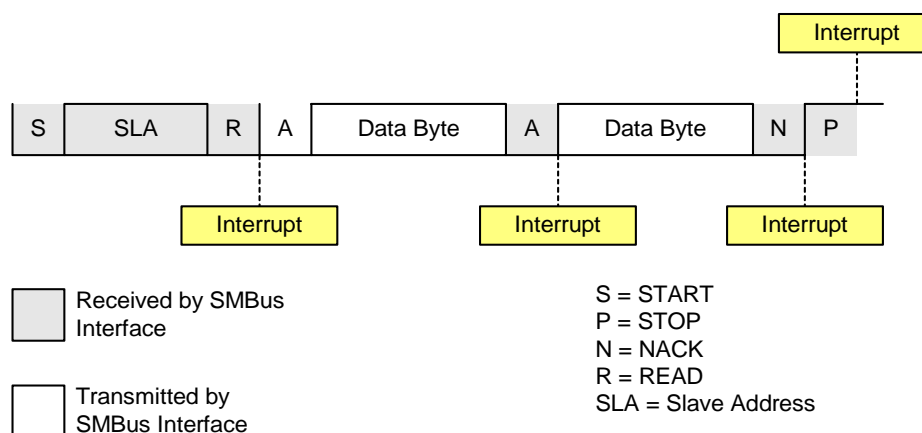 Interrupt
S SLA R A Data Byte A Data Byte N P
Interrupt Interrupt Interrupt
Received by SMBus
Interface
Transmitted by
SMBus Interface
S = START
P = STOP
N = NACK
R = READ
SLA = Slave Address